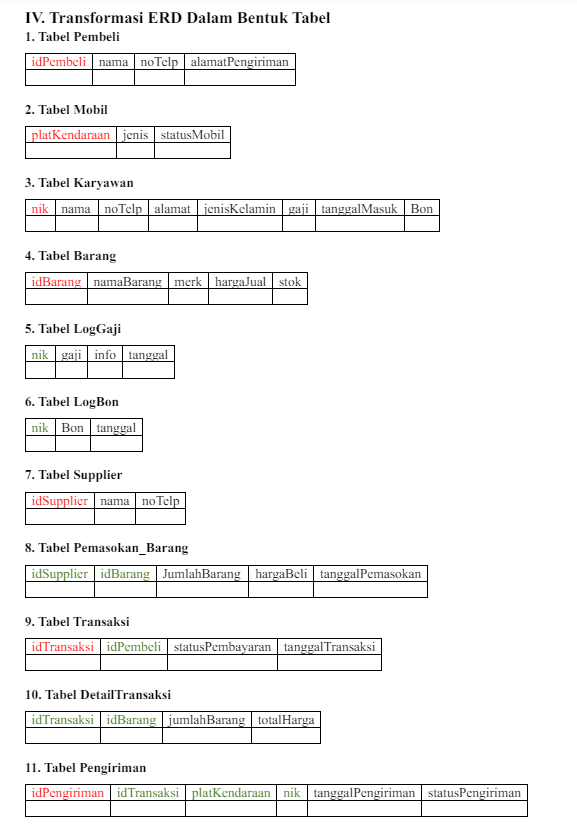 IV. Transformasi ERD Dalam Bentuk Tabel
1. Tabel Pembeli
idPembeli nama noTelp alamatPengiriman
2. Tabel Mobil
platKendaraan jenis statusMobil
3. Tabel Karyawan
nik nama noTelp alamat jenisKelamin gaji tanggalMasuk Bon
4. Tabel Barang
idBarang namaBarang merk hargaJual stok
5. Tabel LogGaji
nik gaji info tanggal
6. Tabel LogBon
nik Bon tanggal
7. Tabel Supplier
idSupplier nama noTelp
8. Tabel Pemasokan_Barang
idSupplier idBarang JumlahBarang hargaBeli tanggalPemasokan
9. Tabel Transaksi
idTransaksi idPembeli statusPembayaran tanggalTransaksi
10. Tabel DetailTransaksi
idTransaksi idBarang jumlahBarang totalHarga
11. Tabel Pengiriman
idPengiriman idTransaksi platKendaraan nik tanggalPengiriman statusPengiriman